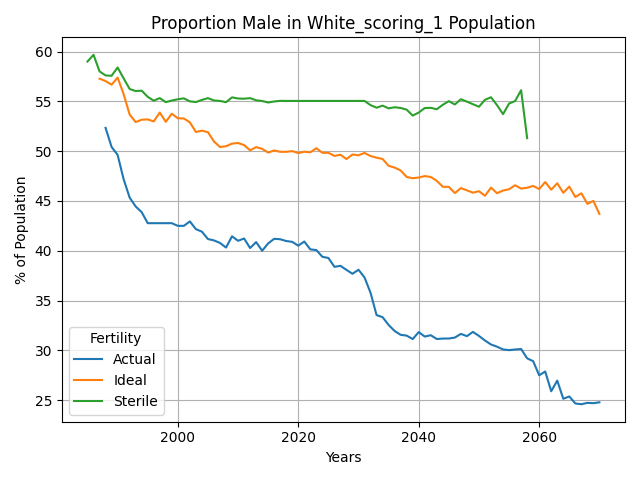 Proportion Male in White_scoring_1 Population
% of Population
60
55
50
45
40
35
30
25
Fertility
Actual
Ideal
Sterile
2000
2020
2040
2060
Years